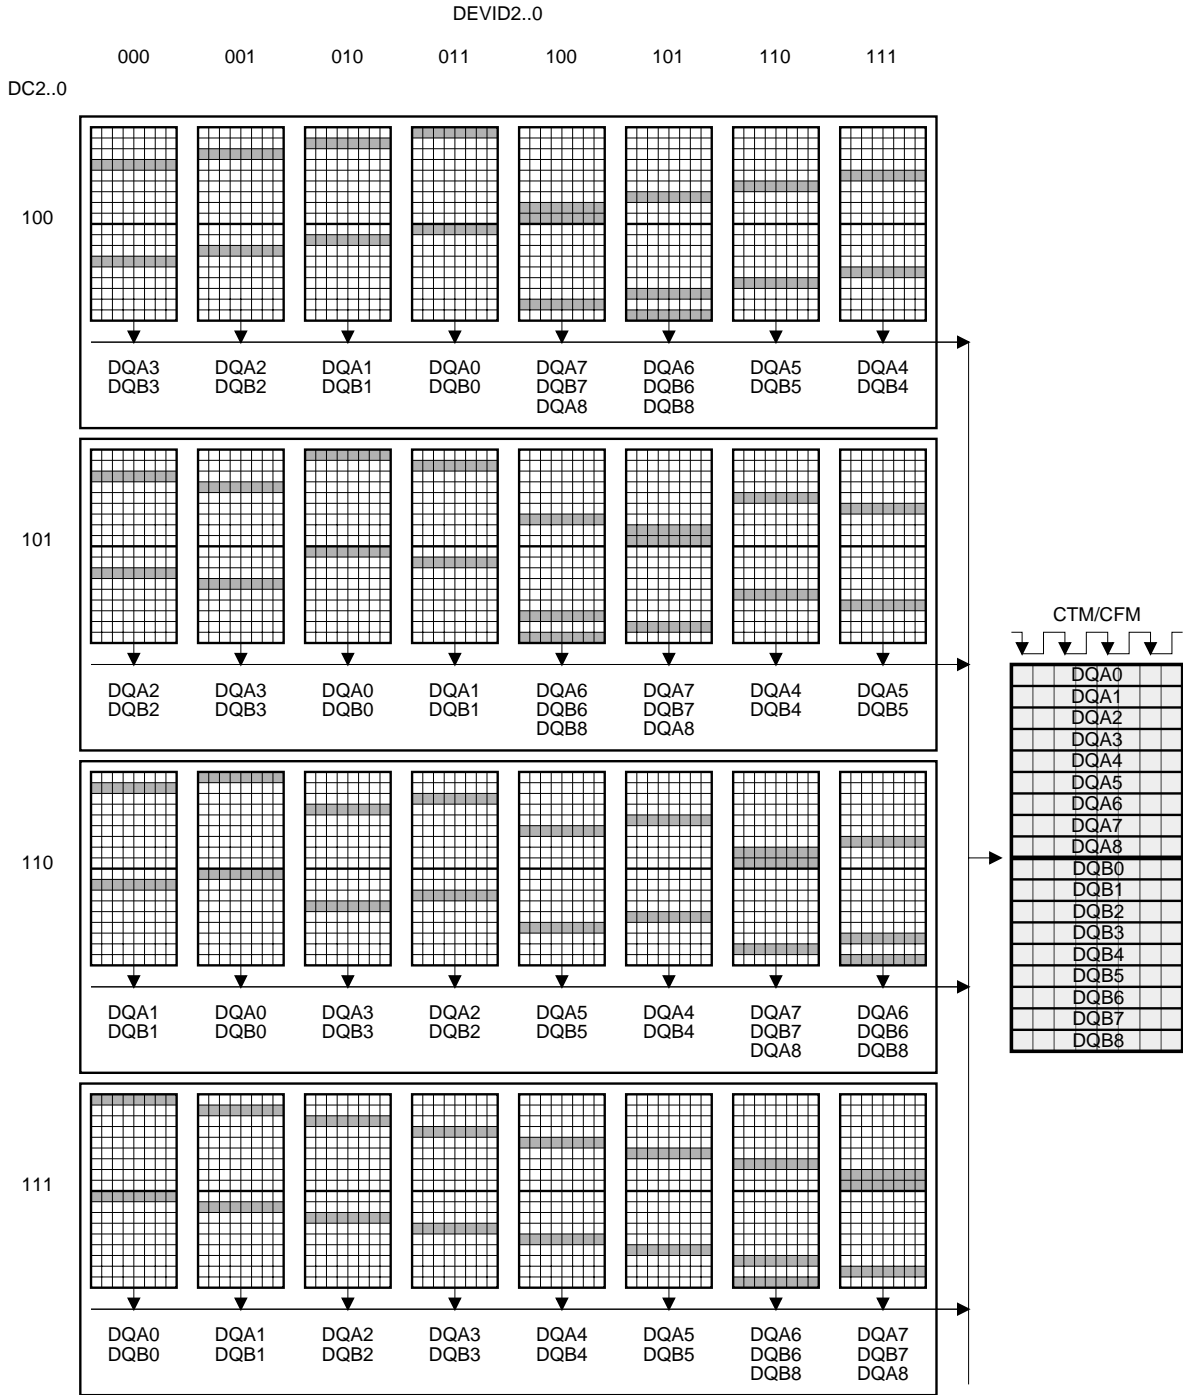 DEVID2..0
000 001 010 011 100 101 110 111
DC2..0
100
DQA3 DQA2 DQA1 DQA0 DQA7 DQA6 DQA5 DQA4
DQB3 DQB2 DQB1 DQB0 DQB7 DQB6 DQB5 DQB4
DQA8 DQB8
101
DQA2 DQA3 DQA0 DQA1 DQA6 DQA7 DQA4 DQA5
DQB2 DQB3 DQB0 DQB1 DQB6 DQB7 DQB4 DQB5
DQB8 DQA8
110
DQA1 DQA0 DQA3 DQA2 DQA5 DQA4 DQA7 DQA6
DQB1 DQB0 DQB3 DQB2 DQB5 DQB4 DQB7 DQB6
DQA8 DQB8
111
DQA0 DQA1 DQA2 DQA3 DQA4 DQA5 DQA6 DQA7
DQB0 DQB1 DQB2 DQB3 DQB4 DQB5 DQB6 DQB7
DQB8 DQA8
CTM/CFM
DQA0
DQA1
DQA2
DQA3
DQA4
DQA5
DQA6
DQA7
DQA8
DQB0
DQB1
DQB2
DQB3
DQB4
DQB5
DQB6
DQB7
DQB8